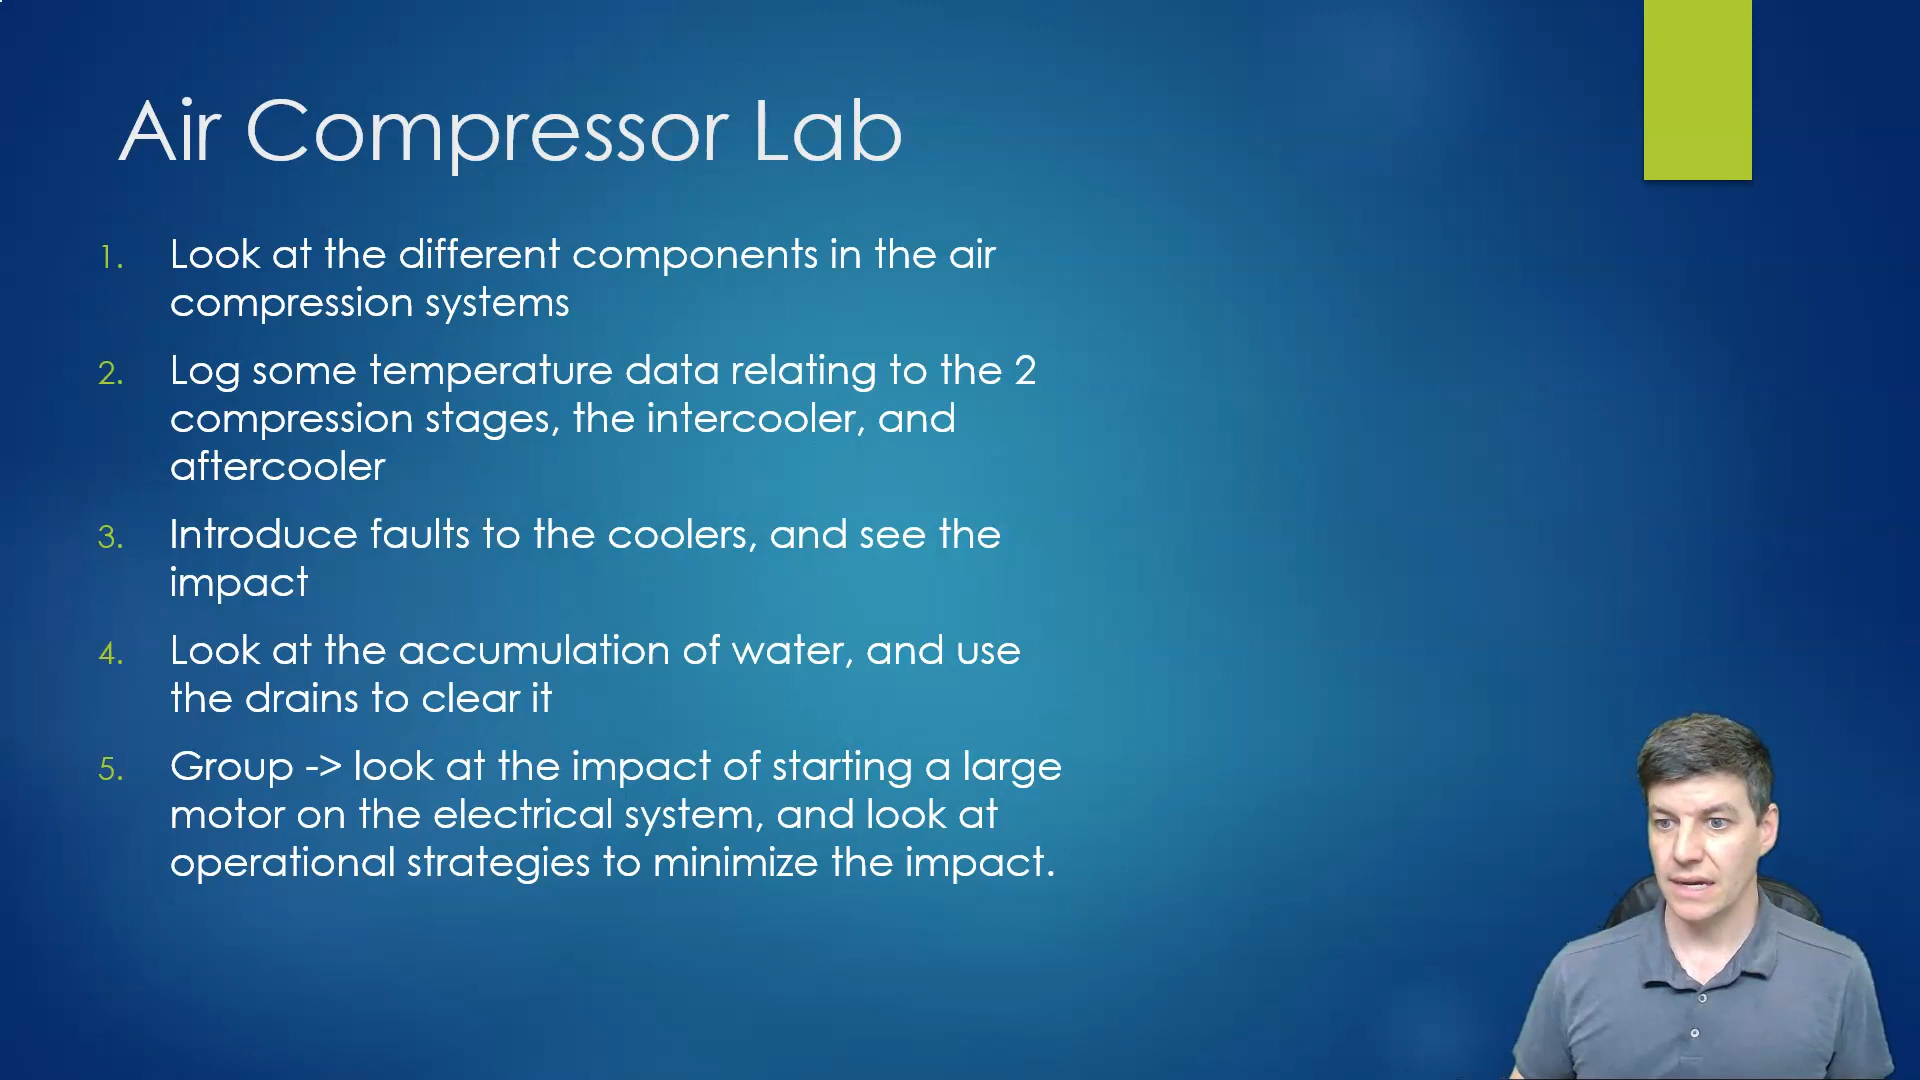 Air Compressor Lab
1. Look at the different components in the air
compression systems
2. Log some temperature data relating to the 2
compression stages, the intercooler, and
aftercooler
3. Introduce faults to the coolers, and see the
impact
4. Look at the accumulation of water, and use
the drains to clear it
5. Group -> look at the impact of starting a large
motor on the electrical system, and look at
operational strategies to minimize the impact.